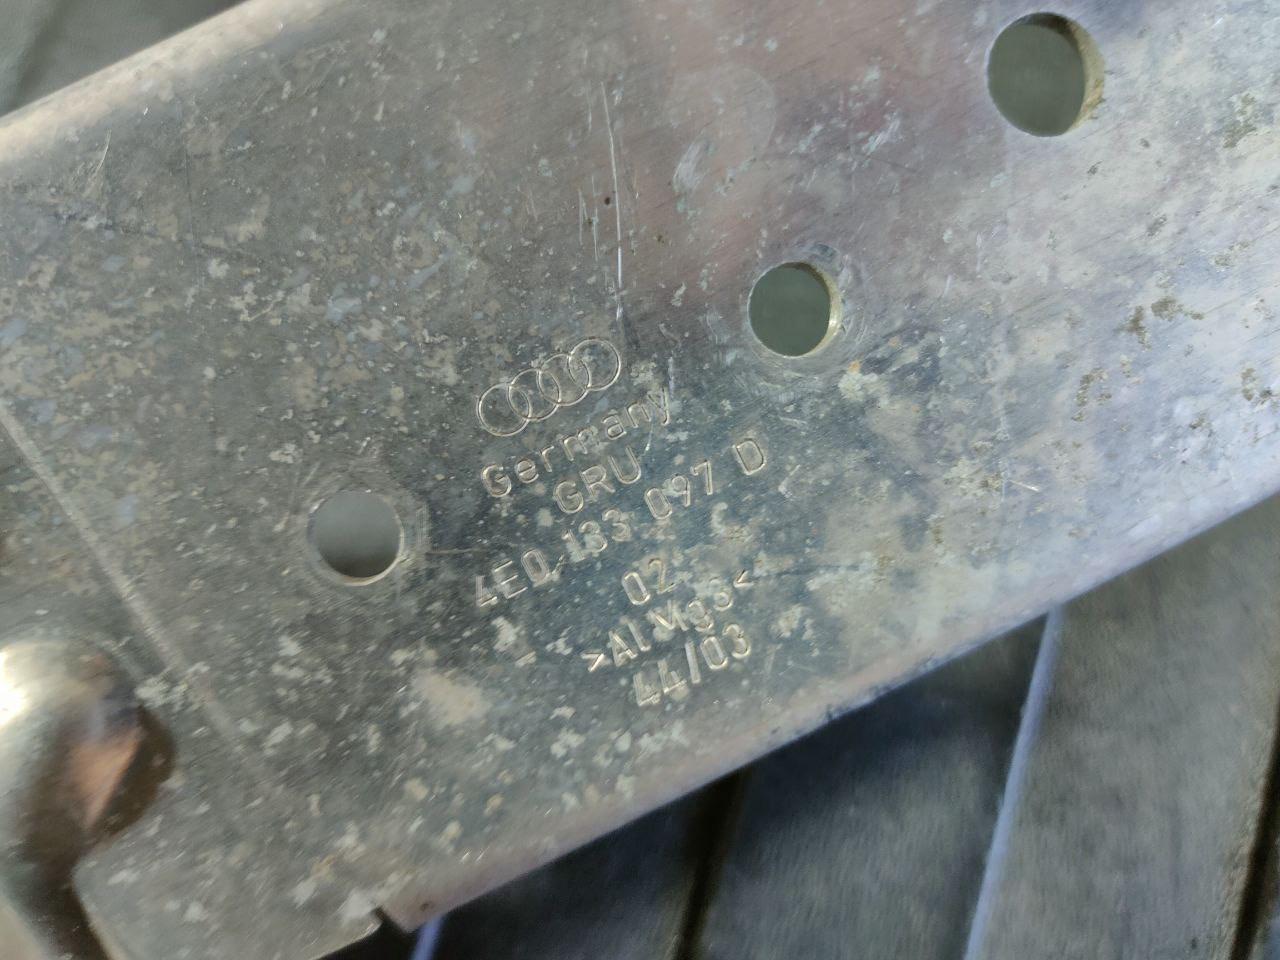 Germany
GRU
4E0.133 097 D
02
>AlMg3<
44/03